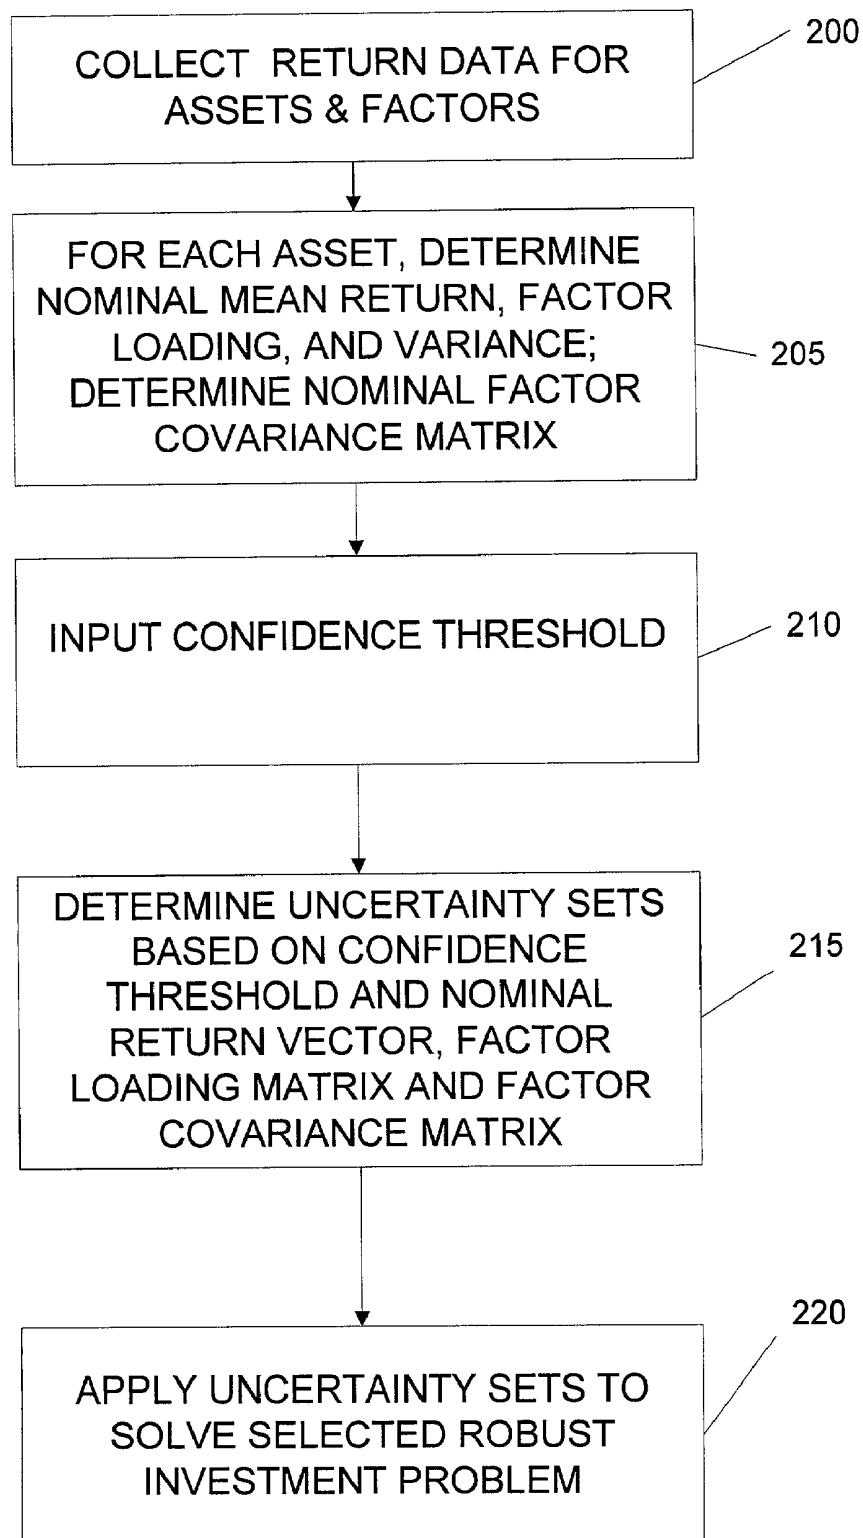 COLLECT RETURN DATA FOR
ASSETS & FACTORS
200
FOR EACH ASSET, DETERMINE
NOMINAL MEAN RETURN, FACTOR
LOADING, AND VARIANCE;
DETERMINE NOMINAL FACTOR
COVARIANCE MATRIX
205
INPUT CONFIDENCE THRESHOLD
210
DETERMINE UNCERTAINTY SETS
BASED ON CONFIDENCE
THRESHOLD AND NOMINAL
RETURN VECTOR, FACTOR
LOADING MATRIX AND FACTOR
COVARIANCE MATRIX
215
APPLY UNCERTAINTY SETS TO
SOLVE SELECTED ROBUST
INVESTMENT PROBLEM
220